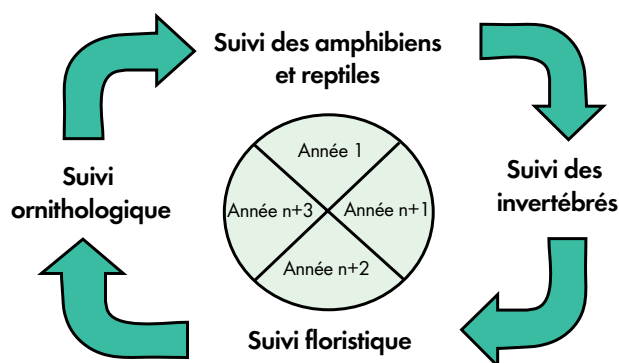 Suivi des amphibiens
et reptiles
Suivi des
invertébrés
Suivi floristique
Suivi
ornithologique
Année 1
Année n+1
Année n+2
Année n+3